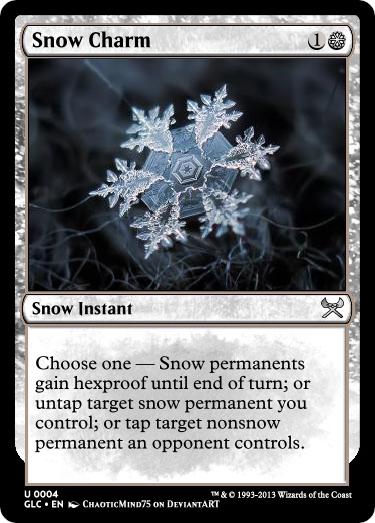 Snow Charm 1
Snow Instant
Choose one — Snow permanents
gain hexproof until end of turn; or
untap target snow permanent you
control; or tap target nonsnow
permanent an opponent controls.
U 0004
GLC • EN ChaoticMind75 on DeviantART
™ & © 1993-2013 Wizards of the Coast